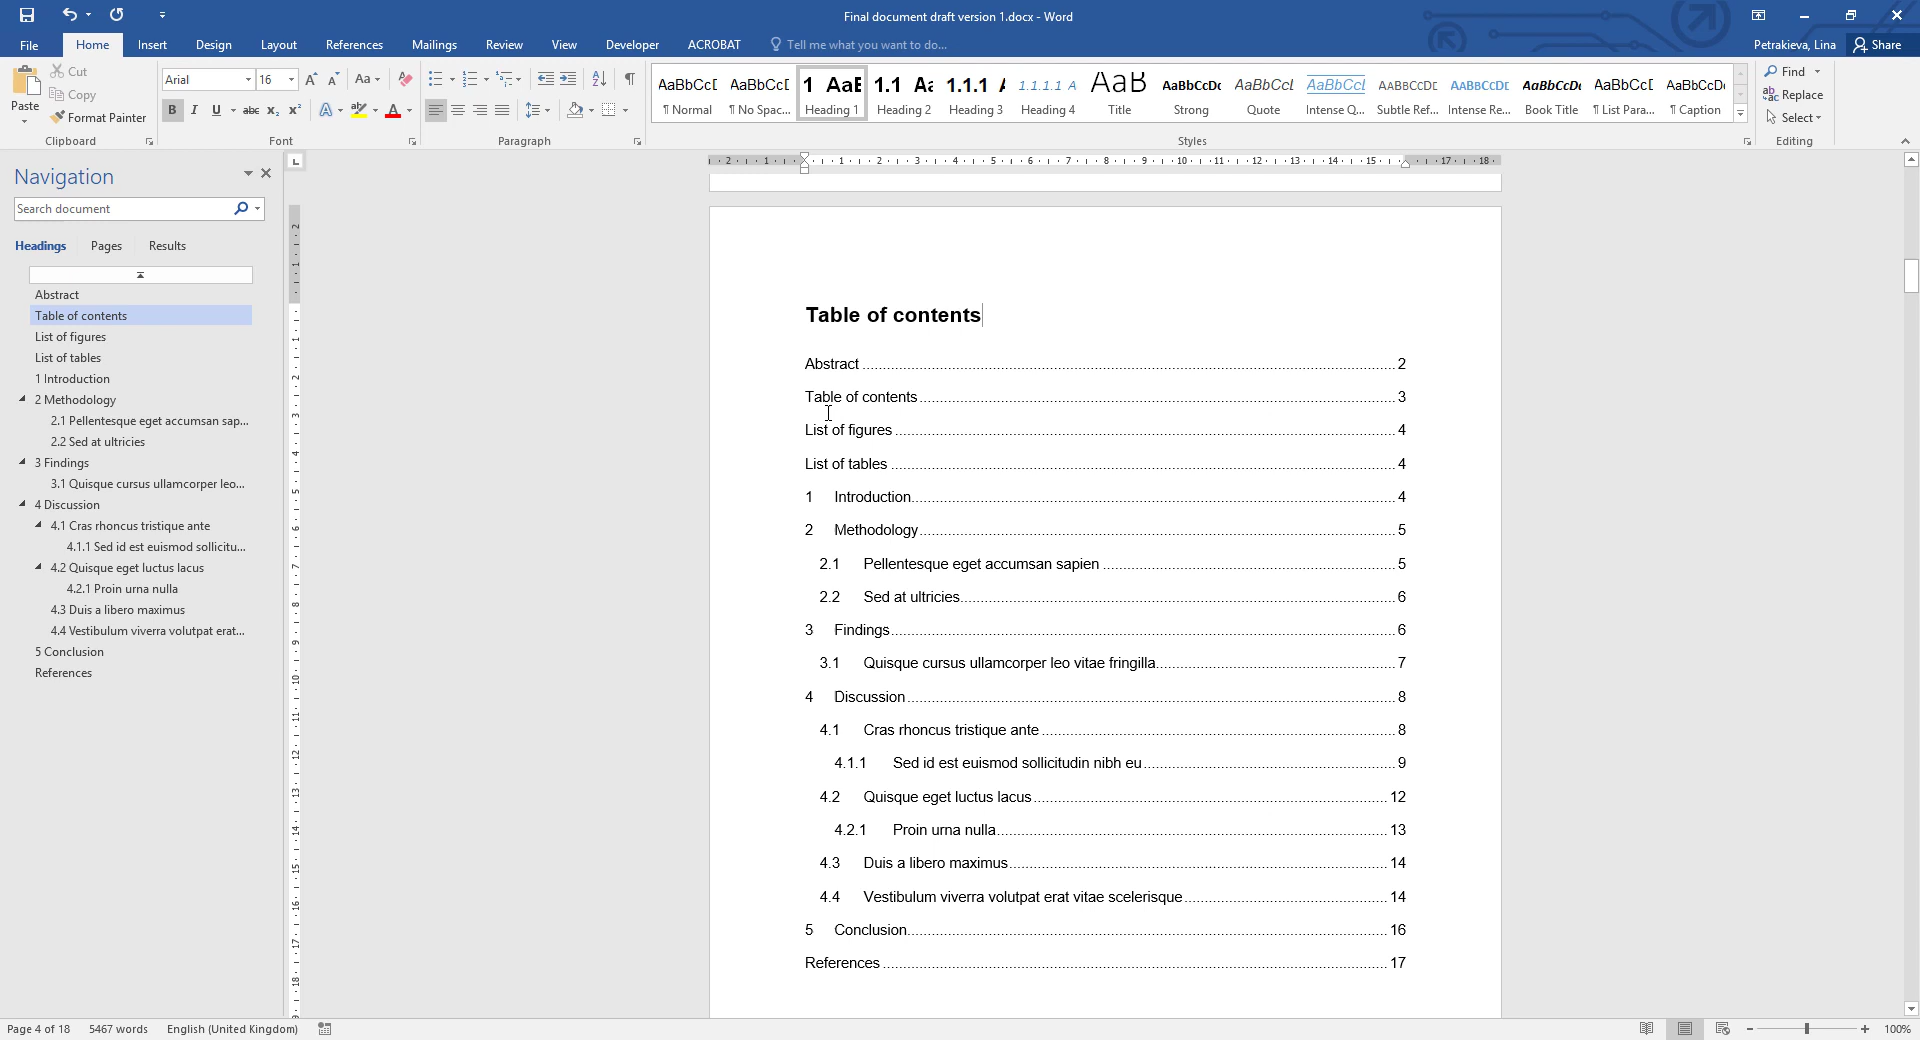 Final document draft version 1.docx - Word
File Home Insert Design Layout References Mailings Review View Developer ACROBAT Tell me what you want to do... Petrakieva, Lina Share
Paste
Cut
Copy
Format Painter
Clipboard
Arial 16
Font
Paragraph
AaBbCcI AaBbCcI 1 AaB 1.1 Aa 1.1.1 A 1.1.1.1 A AaB AaBbCcDc AaBbCcI AaBbCcI AABBCCDE AABBCCDE AaBbCcDc AaBbCcI AaBbCcDc
¶ Normal ¶ No Spac... Heading 1 Heading 2 Heading 3 Heading 4 Title Strong Quote Intense Q... Subtle Ref... Intense Re... Book Title ¶ List Para... ¶ Caption
Styles
Find
Replace
Select
Editing
Navigation
Search document
Headings Pages Results
Abstract
Table of contents
List of figures
List of tables
1 Introduction
2 Methodology
2.1 Pellentesque eget accumsan sap...
2.2 Sed at ultricies
3 Findings
3.1 Quisque cursus ullamcorper leo...
4 Discussion
4.1 Cras rhoncus tristique ante
4.1.1 Sed id est euismod sollicitu...
4.2 Quisque eget luctus lacus
4.2.1 Proin urna nulla
4.3 Duis a libero maximus
4.4 Vestibulum viverra volutpat erat...
5 Conclusion
References
Table of contents
Abstract 2
Table of contents 3
List of figures 4
List of tables 4
1 Introduction 4
2 Methodology 5
2.1 Pellentesque eget accumsan sapien 5
2.2 Sed at ultricies 6
3 Findings 6
3.1 Quisque cursus ullamcorper leo vitae fringilla 7
4 Discussion 8
4.1 Cras rhoncus tristique ante 8
4.1.1 Sed id est euismod sollicitudin nibh eu 9
4.2 Quisque eget luctus lacus 12
4.2.1 Proin urna nulla 13
4.3 Duis a libero maximus 14
4.4 Vestibulum viverra volutpat erat vitae scelerisque 14
5 Conclusion 16
References 17
Page 4 of 18 5467 words English (United Kingdom) 100%